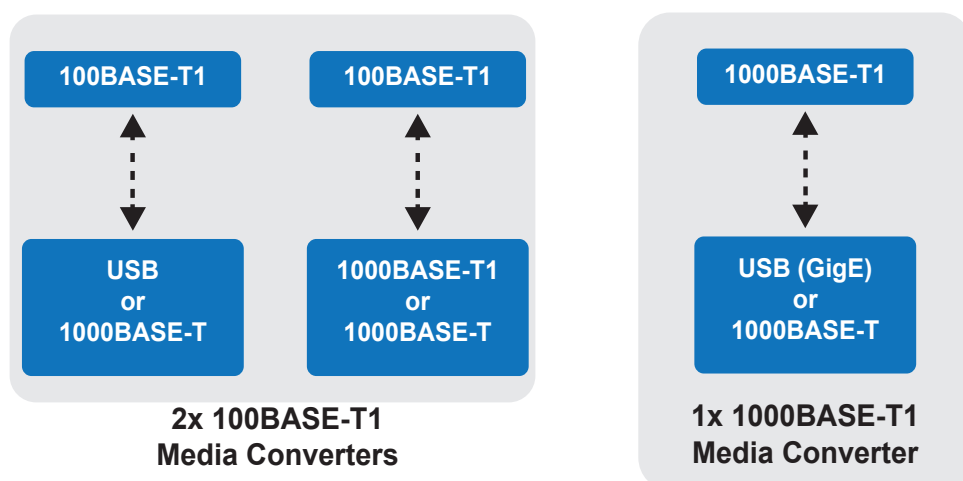 100BASE-T1
USB
or
1000BASE-T
100BASE-T1
1000BASE-T1
or
1000BASE-T
2x 100BASE-T1
Media Converters
1000BASE-T1
USB (GigE)
or
1000BASE-T
1x 1000BASE-T1
Media Converter